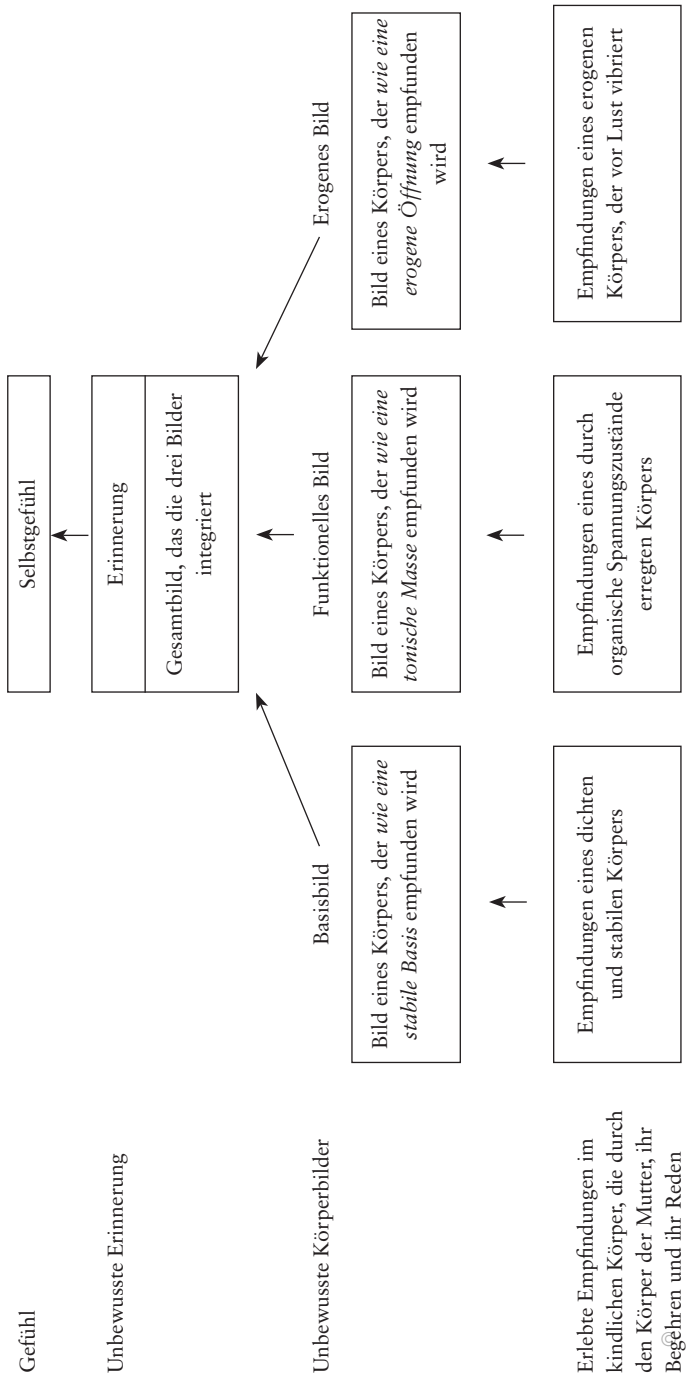 Gefühl
Selbstgefühl
Unbewusste Erinnerung
Erinnerung
Gesamtbild, das die drei Bilder
integriert
Unbewusste Körperbilder
Basisbild
Funktionelles Bild
Erogenes Bild
Bild eines Körpers, der wie eine
stabile Basis empfunden wird
Bild eines Körpers, der wie eine
tonische Masse empfunden wird
Bild eines Körpers, der wie eine
erogene Öffnung empfunden
wird
Erlebte Empfindungen im
kindlichen Körper, die durch
den Körper der Mutter, ihr
Begehren und ihr Reden
Empfindungen eines dichten
und stabilen Körpers
Empfindungen eines durch
organische Spannungszustände
erregten Körpers
Empfindungen eines erogenen
Körpers, der vor Lust vibriert
©